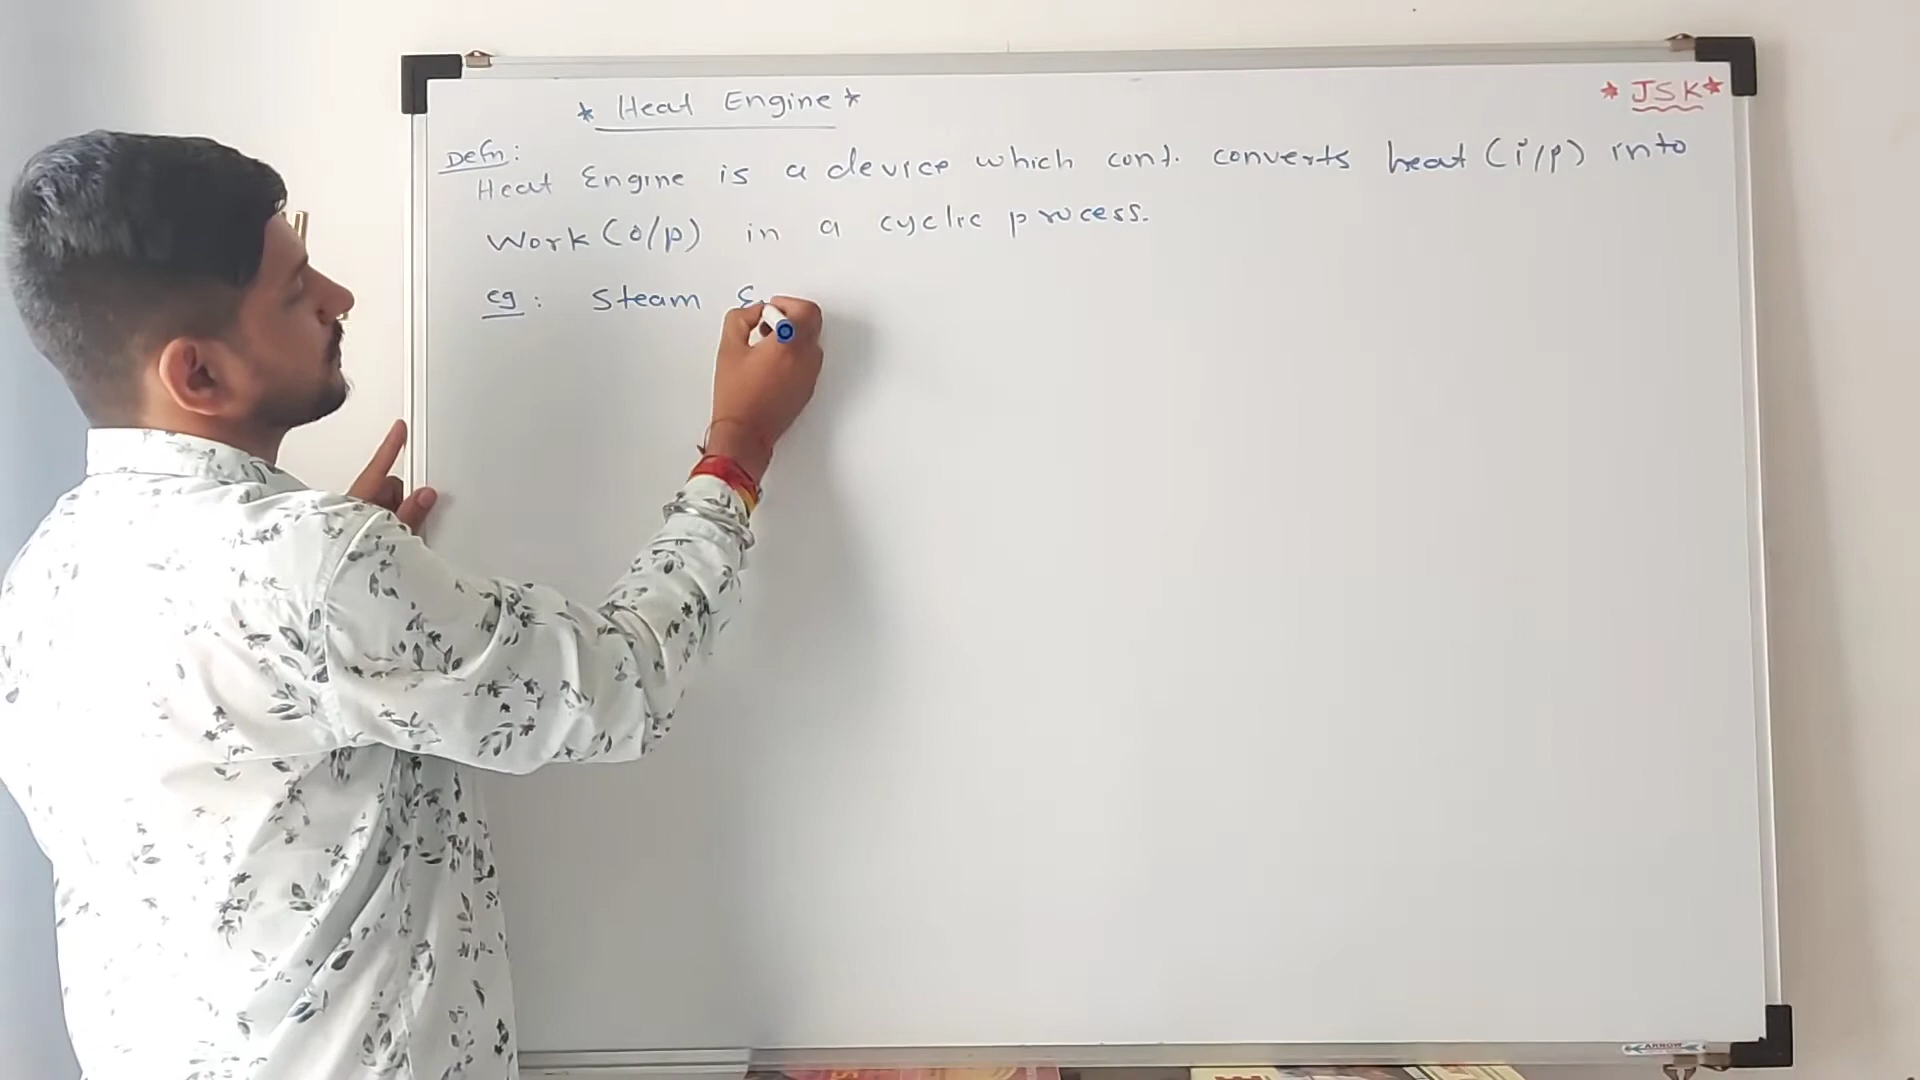 * Heat Engine *
* JSK *
Defn:
Heat Engine is a device which cont. converts heat (i/p) into
Work (o/p) in a cyclic process.
eg : Steam
ARROW